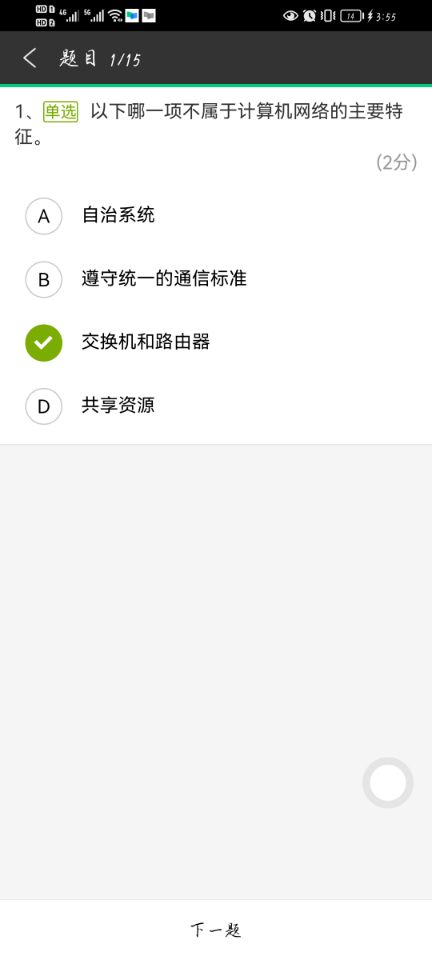 HD 1 4G 5G 14 3:55
HD 2
题目 1/15
1、单选 以下哪一项不属于计算机网络的主要特
征。
(2分)
A 自治系统
B 遵守统一的通信标准
交换机和路由器
D 共享资源
下一题